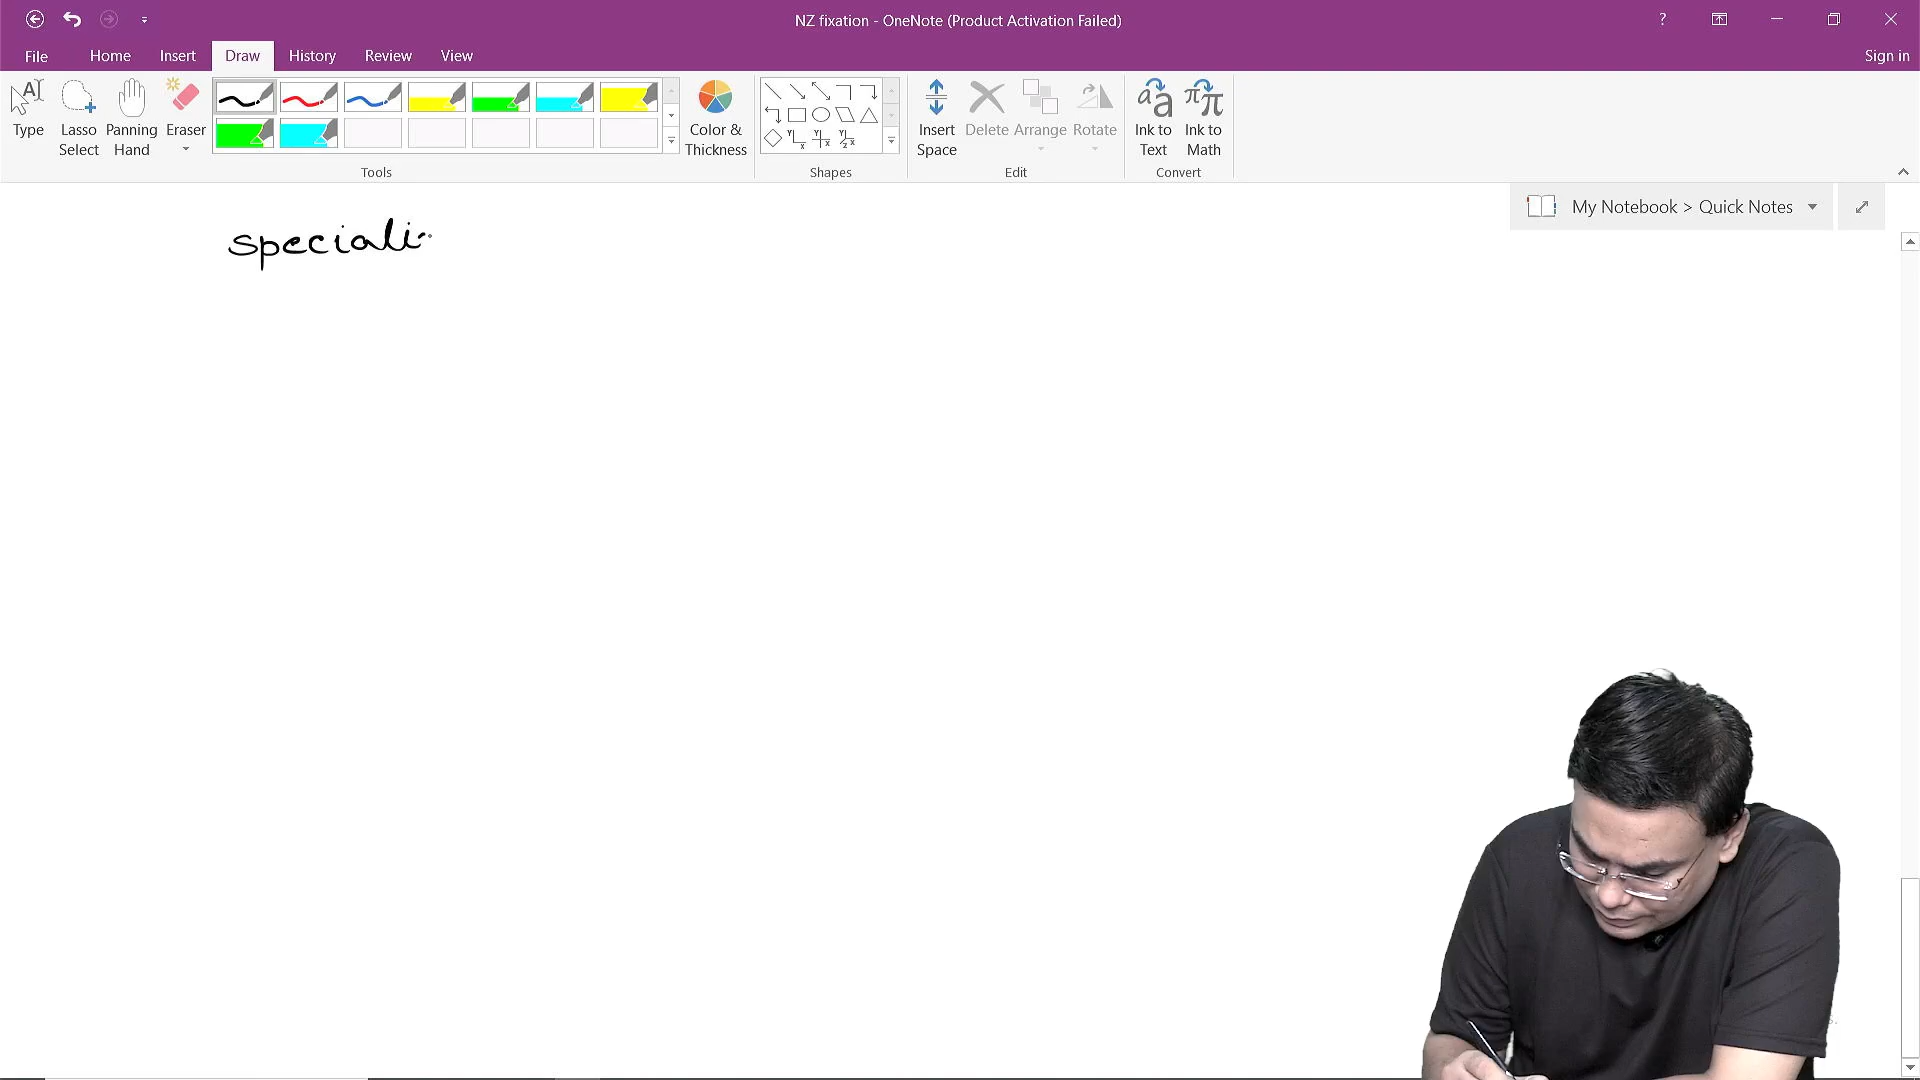 NZ fixation - OneNote (Product Activation Failed)
?
File Home Insert Draw History Review View Sign in
Type
Lasso Select
Panning Hand
Eraser
Color & Thickness
Insert Space
Delete
Arrange
Rotate
Ink to Text
Ink to Math
Tools Shapes Edit Convert
My Notebook > Quick Notes
speciali